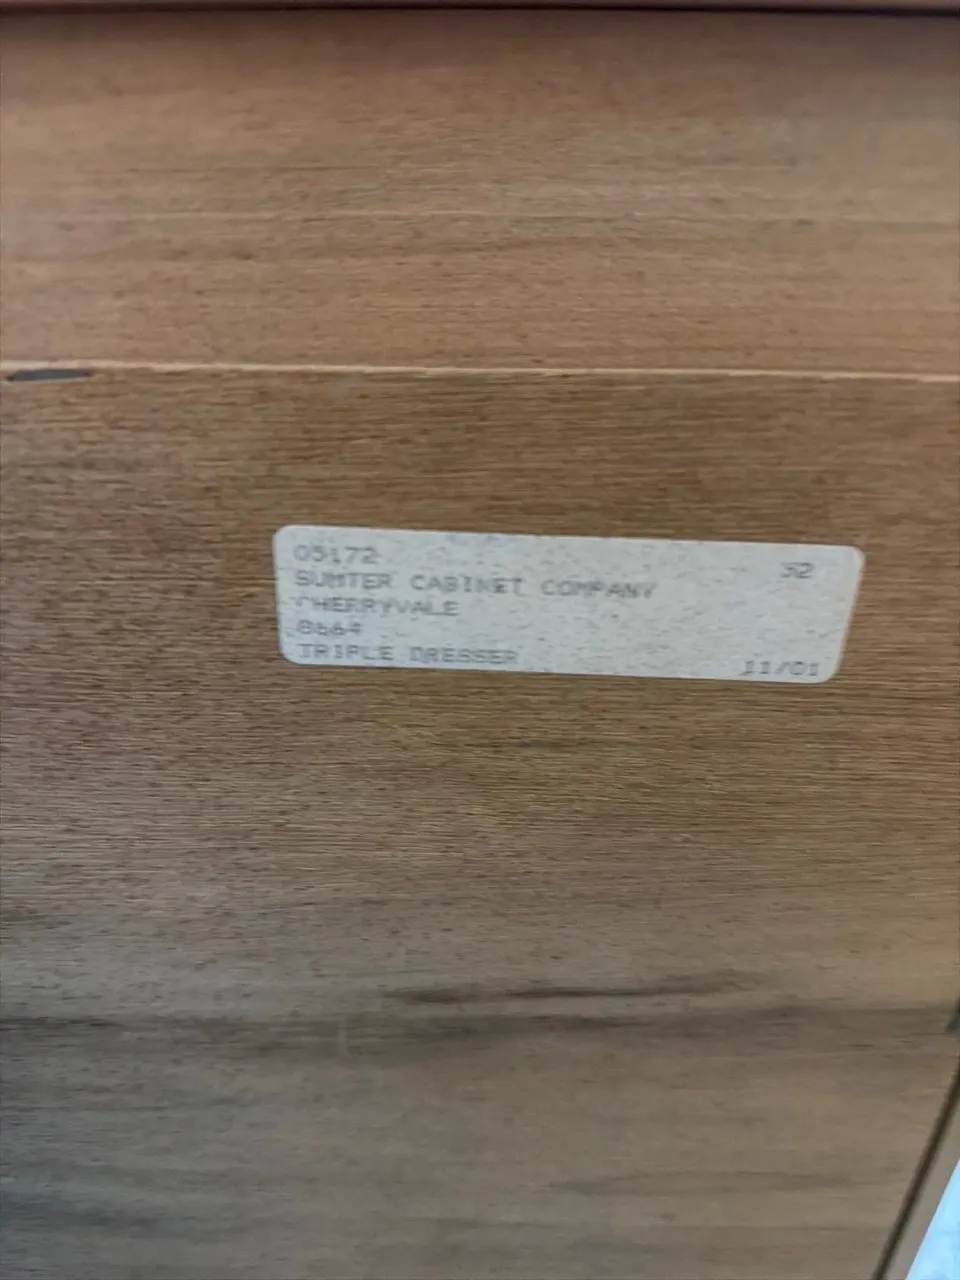 05172 52
SUMTER CABINET COMPANY
CHERRYVALE
8664
TRIPLE DRESSER 11/01